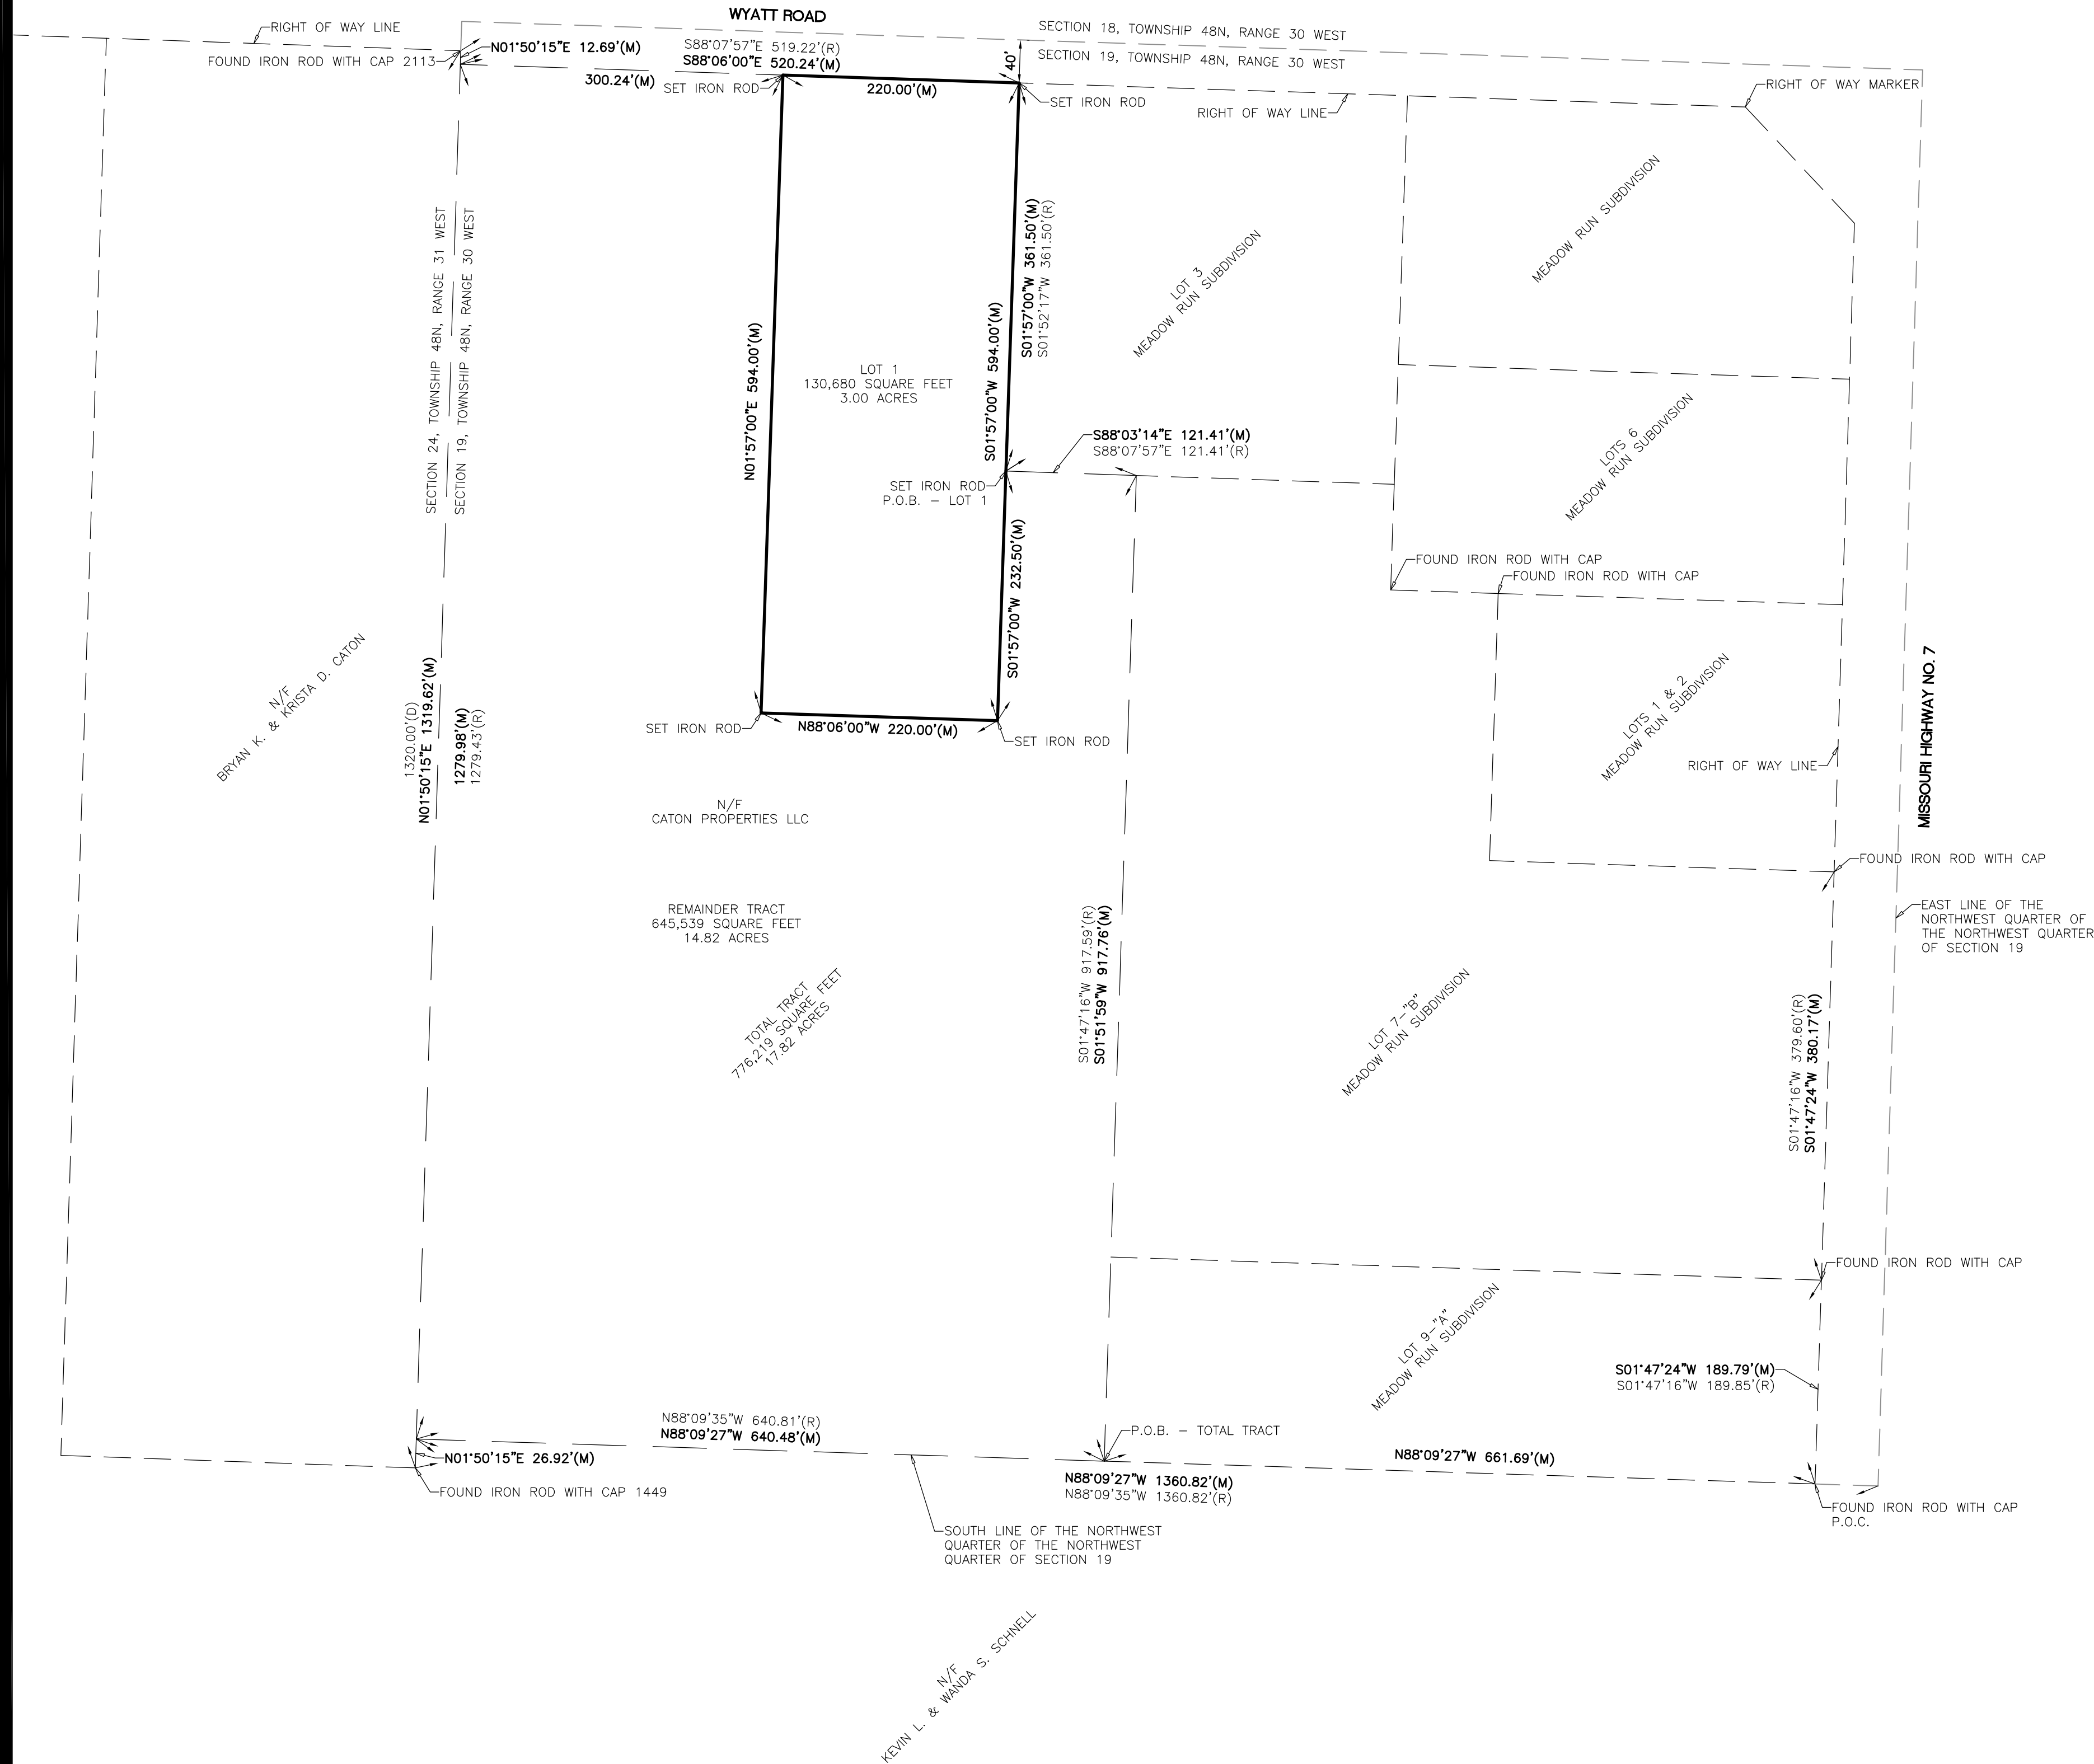 WYATT ROAD
RIGHT OF WAY LINE
FOUND IRON ROD WITH CAP 2113
N01°50'15"E 12.69'(M)
S88°07'57"E 519.22'(R)
S88°06'00"E 520.24'(M)
300.24'(M)
SET IRON ROD
220.00'(M)
40'
SECTION 18, TOWNSHIP 48N, RANGE 30 WEST
SECTION 19, TOWNSHIP 48N, RANGE 30 WEST
SET IRON ROD
RIGHT OF WAY LINE
RIGHT OF WAY MARKER
SECTION 24, TOWNSHIP 48N, RANGE 31 WEST
SECTION 19, TOWNSHIP 48N, RANGE 30 WEST
N01°57'00"E 594.00'(M)
LOT 1
130,680 SQUARE FEET
3.00 ACRES
S01°57'00"W 594.00'(M)
S01°57'00"W 361.50'(M)
S01°52'17"W 361.50'(R)
LOT 3
MEADOW RUN SUBDIVISION
MEADOW RUN SUBDIVISION
S88°03'14"E 121.41'(M)
S88°07'57"E 121.41'(R)
SET IRON ROD
P.O.B. – LOT 1
LOTS 6
MEADOW RUN SUBDIVISION
S01°57'00"W 232.50'(M)
FOUND IRON ROD WITH CAP
FOUND IRON ROD WITH CAP
N/F
BRYAN K. & KRISTA D. CATON
1320.00'(D)
N01°50'15"E 1319.62'(M)
1279.98'(M)
1279.43'(R)
SET IRON ROD
N88°06'00"W 220.00'(M)
SET IRON ROD
LOTS 1 & 2
MEADOW RUN SUBDIVISION
RIGHT OF WAY LINE
MISSOURI HIGHWAY NO. 7
N/F
CATON PROPERTIES LLC
FOUND IRON ROD WITH CAP
EAST LINE OF THE
NORTHWEST QUARTER OF
THE NORTHWEST QUARTER
OF SECTION 19
REMAINDER TRACT
645,539 SQUARE FEET
14.82 ACRES
TOTAL TRACT
776,219 SQUARE FEET
17.82 ACRES
S01°47'16"W 917.59'(R)
S01°51'59"W 917.76'(M)
LOT 7–"B"
MEADOW RUN SUBDIVISION
S01°47'16"W 379.60'(R)
S01°47'24"W 380.17'(M)
FOUND IRON ROD WITH CAP
LOT 9–"A"
MEADOW RUN SUBDIVISION
S01°47'24"W 189.79'(M)
S01°47'16"W 189.85'(R)
N88°09'35"W 640.81'(R)
N88°09'27"W 640.48'(M)
P.O.B. – TOTAL TRACT
N01°50'15"E 26.92'(M)
N88°09'27"W 661.69'(M)
N88°09'27"W 1360.82'(M)
N88°09'35"W 1360.82'(R)
FOUND IRON ROD WITH CAP 1449
FOUND IRON ROD WITH CAP
P.O.C.
SOUTH LINE OF THE NORTHWEST
QUARTER OF THE NORTHWEST
QUARTER OF SECTION 19
N/F
KEVIN L. & WANDA S. SCHNELL